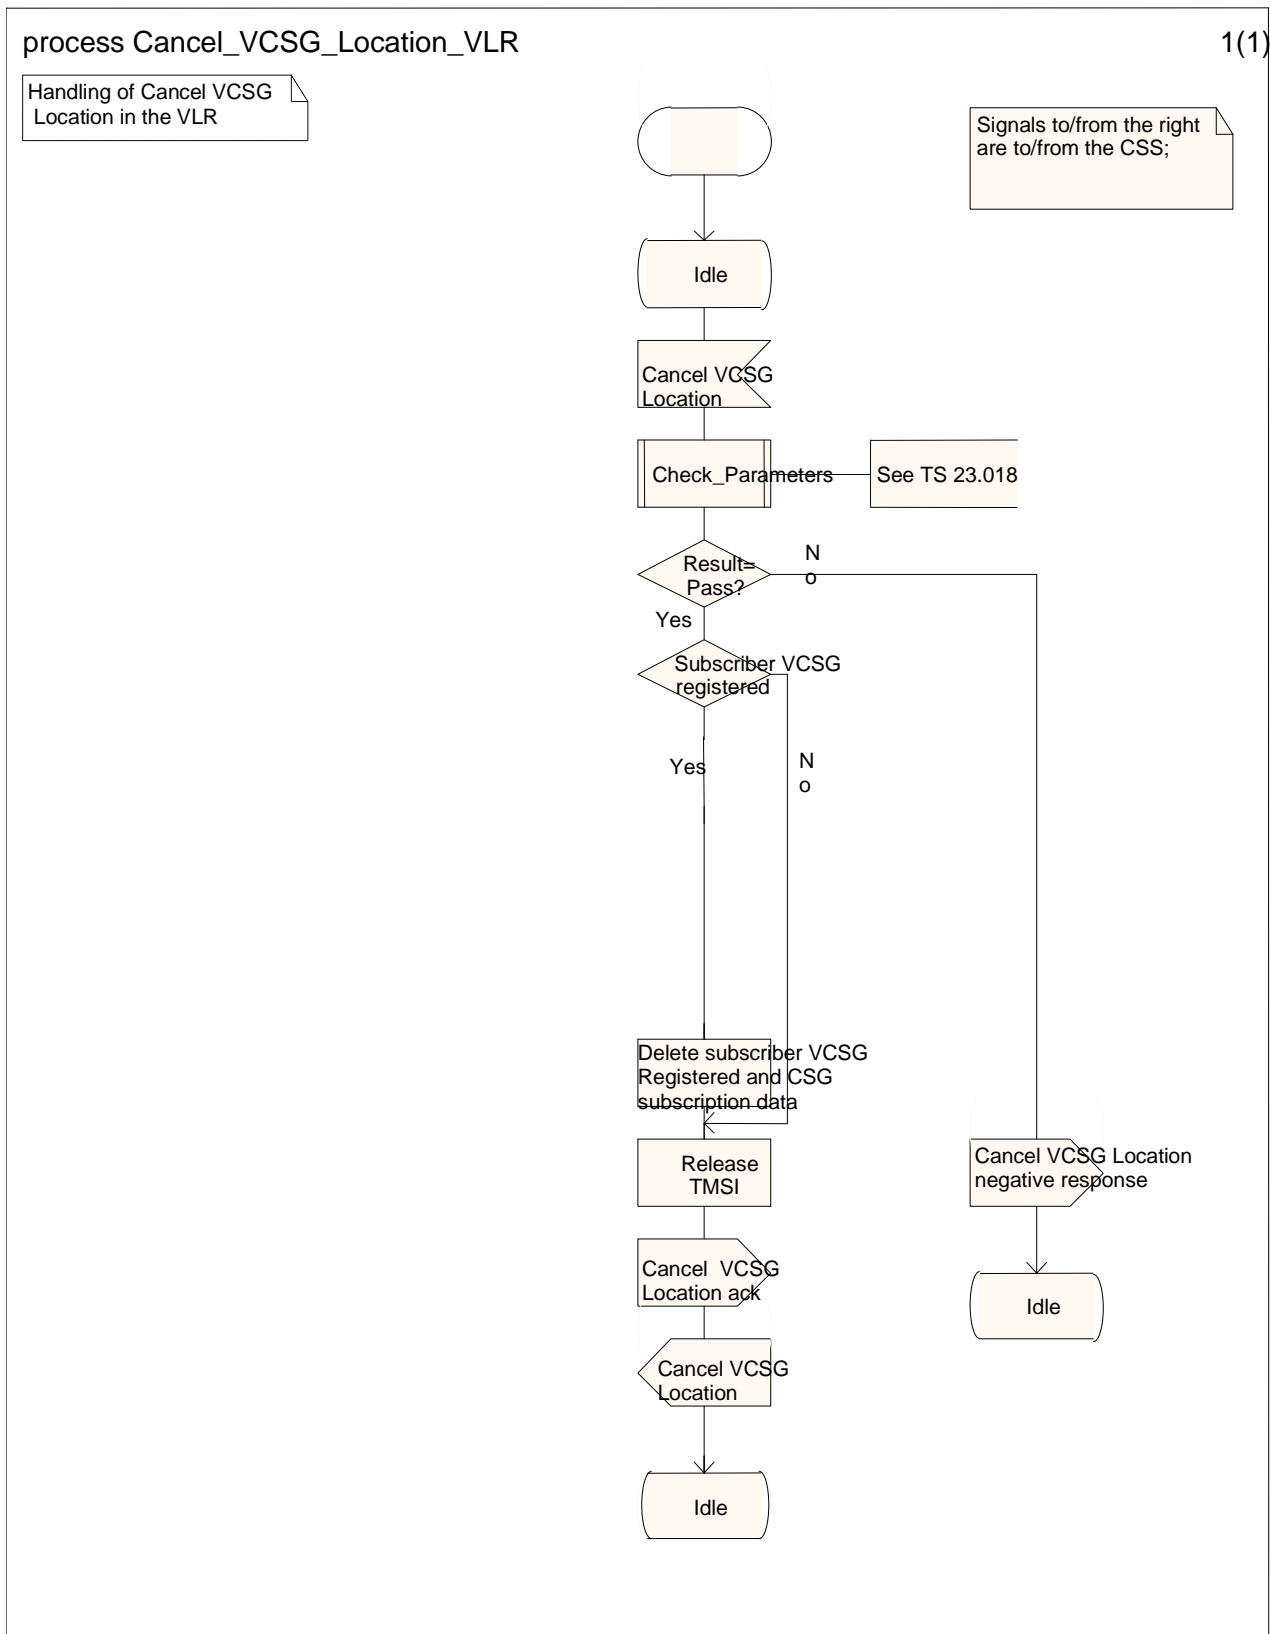 process Cancel_VCSG_Location_VLR
1(1)
Handling of Cancel VCSG
Location in the VLR
Signals to/from the right
are to/from the CSS;
Idle
Cancel VCSG
Location
Check_Parameters
See TS 23.018
Result=
Pass?
N
o
Yes
Subscriber VCSG
registered
Yes
N
o
Delete subscriber VCSG
Registered and CSG
subscription data
Release
TMSI
Cancel VCSG Location
negative response
Cancel  VCSG
Location ack
Idle
Cancel VCSG
Location
Idle